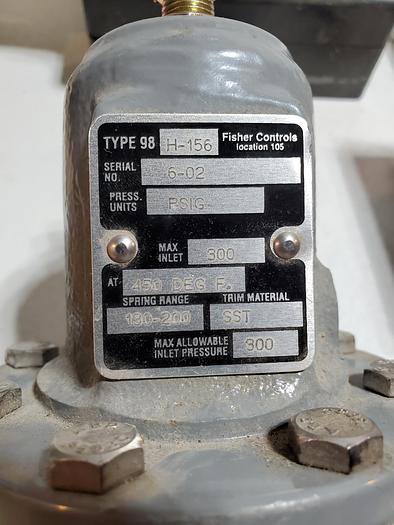 TYPE 98 H-156 Fisher Controls
location 105
SERIAL NO. 6-02
PRESS. UNITS PSIG
MAX INLET 300
AT 450 DEG F.
SPRING RANGE TRIM MATERIAL
130-200 SST
MAX ALLOWABLE INLET PRESSURE 300